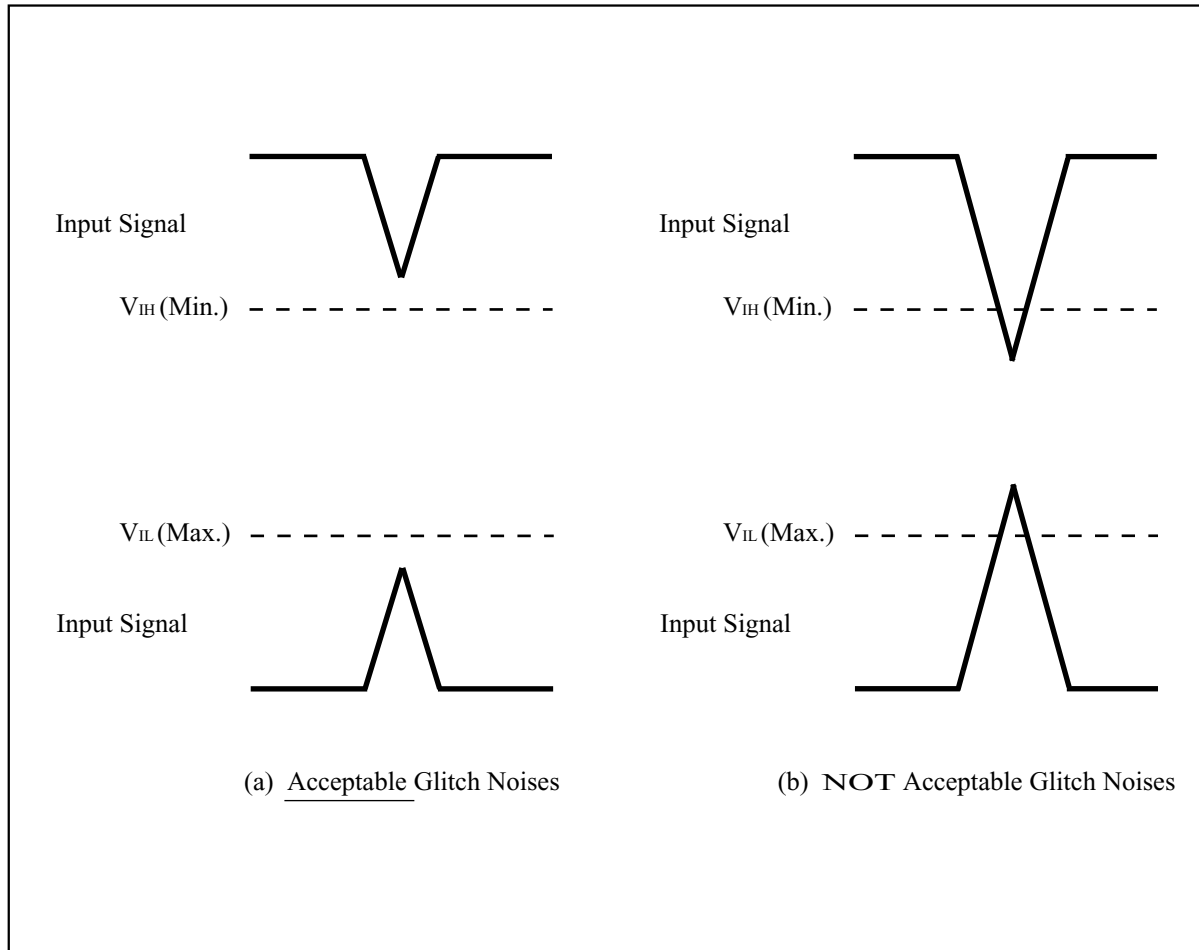 Input Signal
Input Signal
VIH (Min.)
VIH (Min.)
VIL (Max.)
VIL (Max.)
Input Signal
Input Signal
(a) Acceptable Glitch Noises
(b) NOT Acceptable Glitch Noises